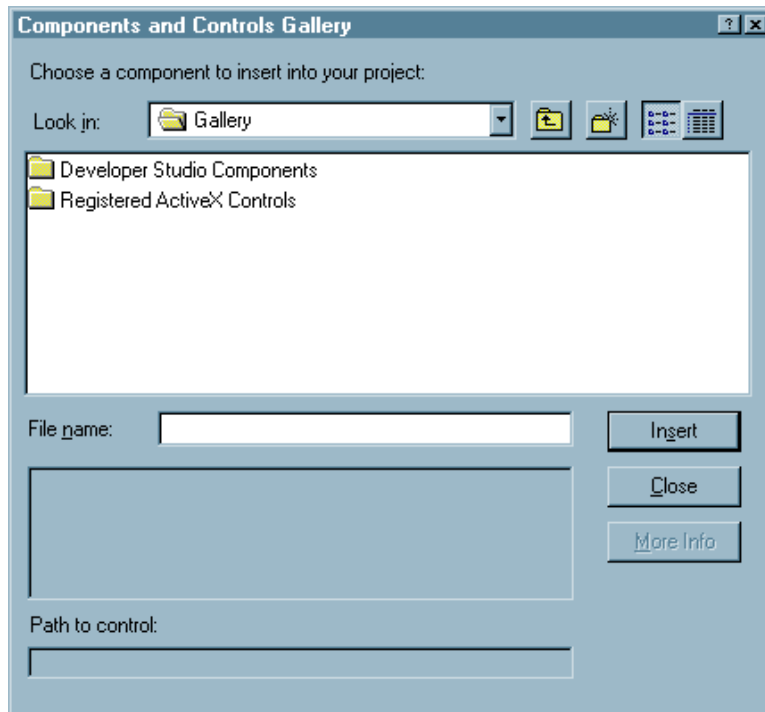 Components and Controls Gallery
Choose a component to insert into your project:
Look in: Gallery
Developer Studio Components
Registered ActiveX Controls
File name: Insert
Close
More Info
Path to control: